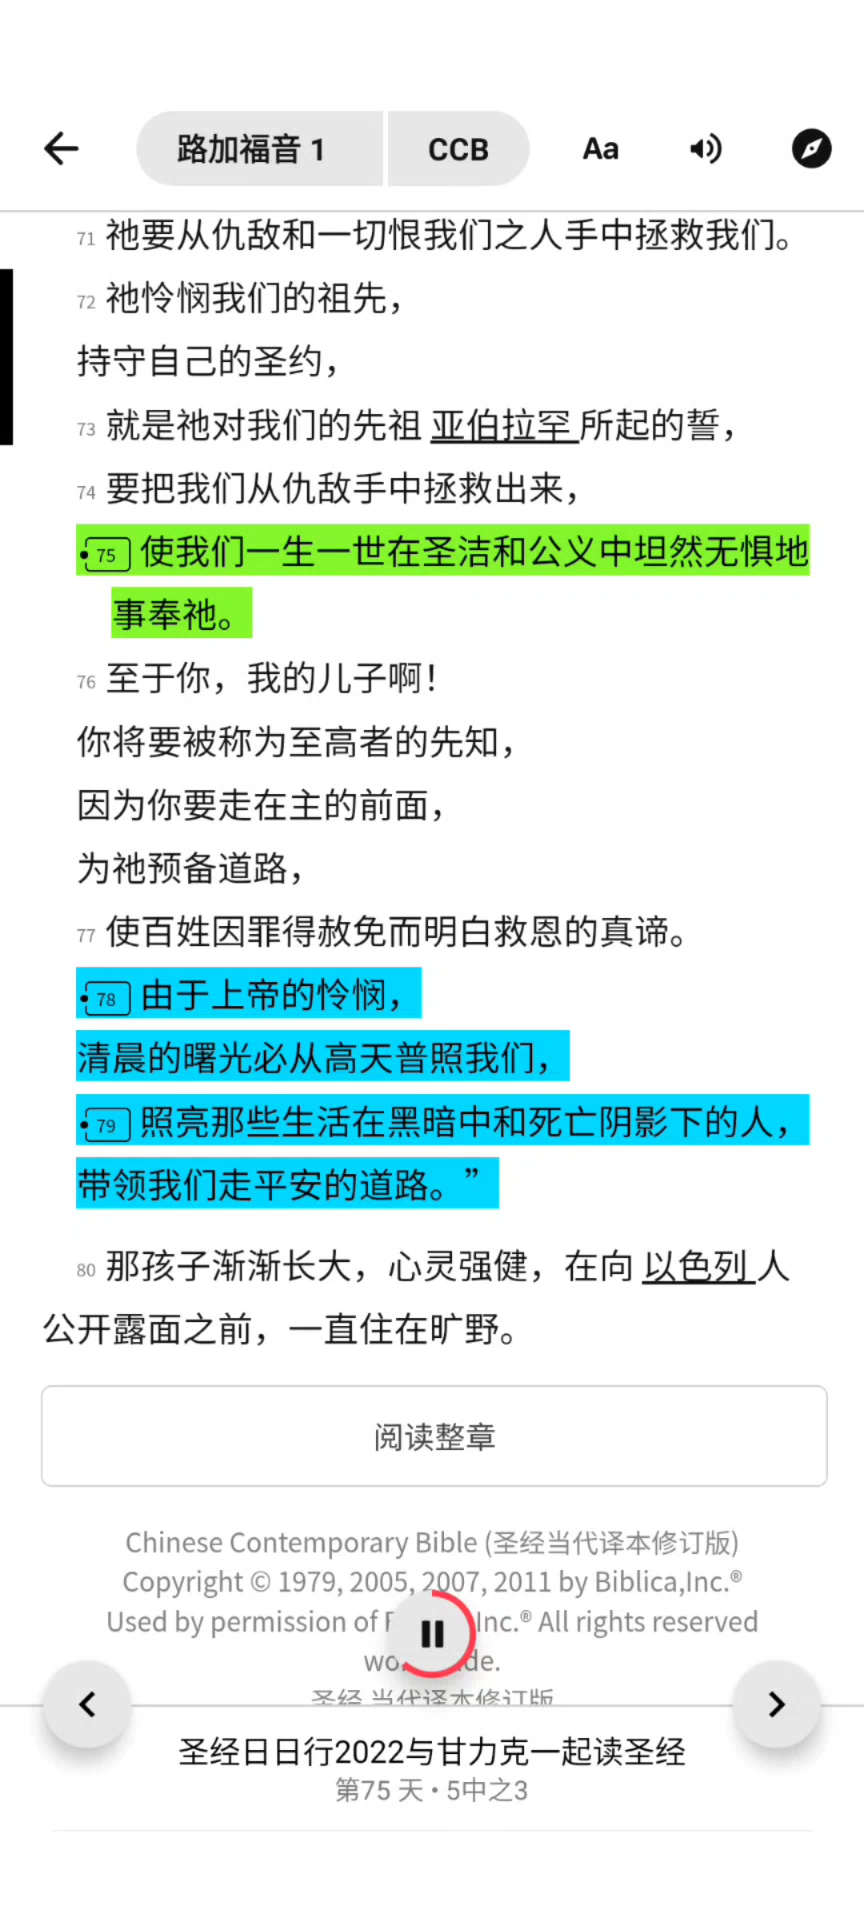 路加福音 1 CCB Aa
71 祂要从仇敌和一切恨我们之人手中拯救我们。
72 祂怜悯我们的祖先，
持守自己的圣约，
73 就是祂对我们的先祖 亚伯拉罕 所起的誓，
74 要把我们从仇敌手中拯救出来，
75 使我们一生一世在圣洁和公义中坦然无惧地
事奉祂。
76 至于你，我的儿子啊！
你将要被称为至高者的先知，
因为你要走在主的前面，
为祂预备道路，
77 使百姓因罪得赦免而明白救恩的真谛。
78 由于上帝的怜悯，
清晨的曙光必从高天普照我们，
79 照亮那些生活在黑暗中和死亡阴影下的人，
带领我们走平安的道路。”
80 那孩子渐渐长大，心灵强健，在向 以色列 人
公开露面之前，一直住在旷野。
阅读整章
Chinese Contemporary Bible (圣经当代译本修订版)
Copyright © 1979, 2005, 2007, 2011 by Biblica,Inc.®
Used by permission of Inc.® All rights reserved
圣经 当代译本修订版
圣经日日行2022与甘力克一起读圣经
第75 天 • 5中之3